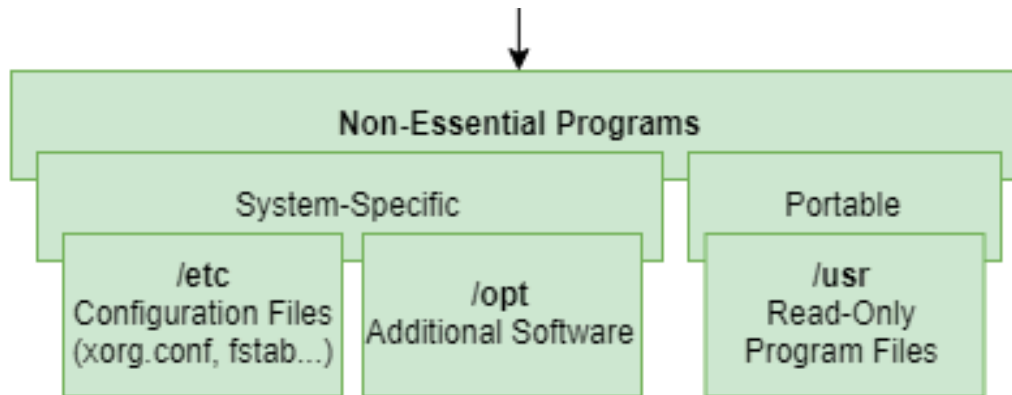 Non-Essential Programs
System-Specific
Portable
/etc
Configuration Files
(xorg.conf, fstab...)
/opt
Additional Software
/usr
Read-Only
Program Files